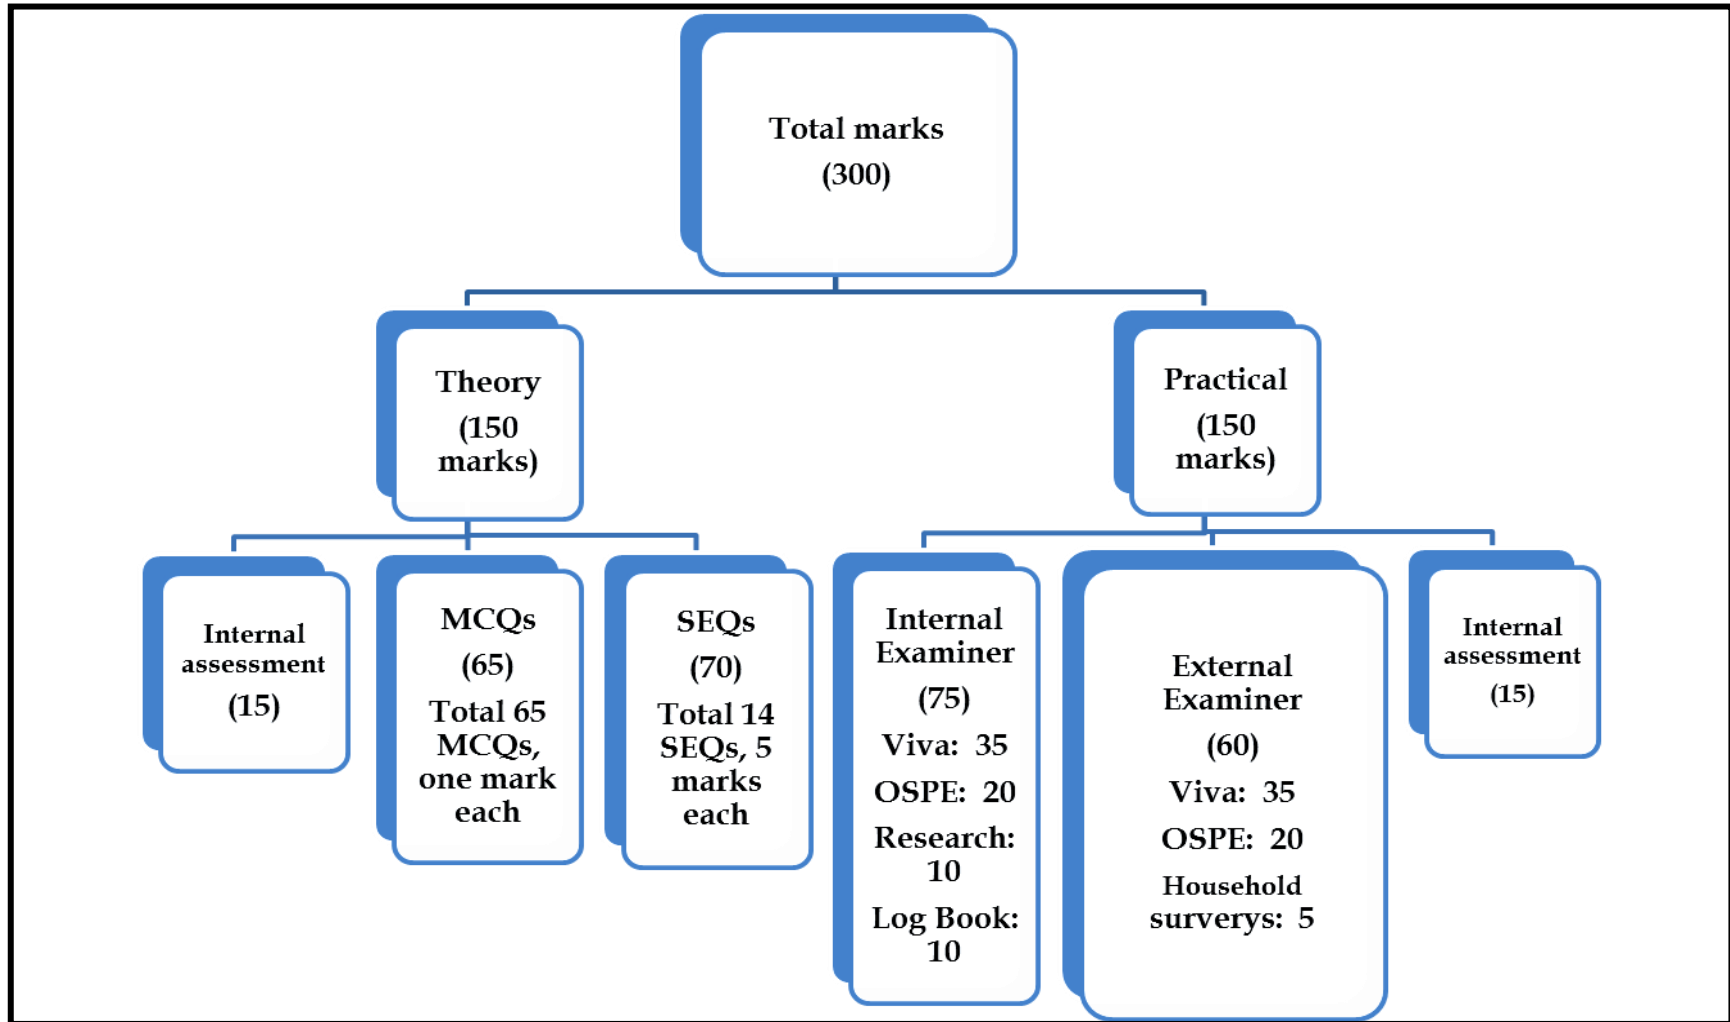 Total marks
(300)
Theory
(150
marks)
Practical
(150
marks)
Internal
assessment
(15)
MCQs
(65)
Total 65
MCQs,
one mark
each
SEQs
(70)
Total 14
SEQs, 5
marks
each
Internal
Examiner
(75)
Viva: 35
OSPE: 20
Research:
10
Log Book:
10
External
Examiner
(60)
Viva: 35
OSPE: 20
Household
surverys: 5
Internal
assessment
(15)